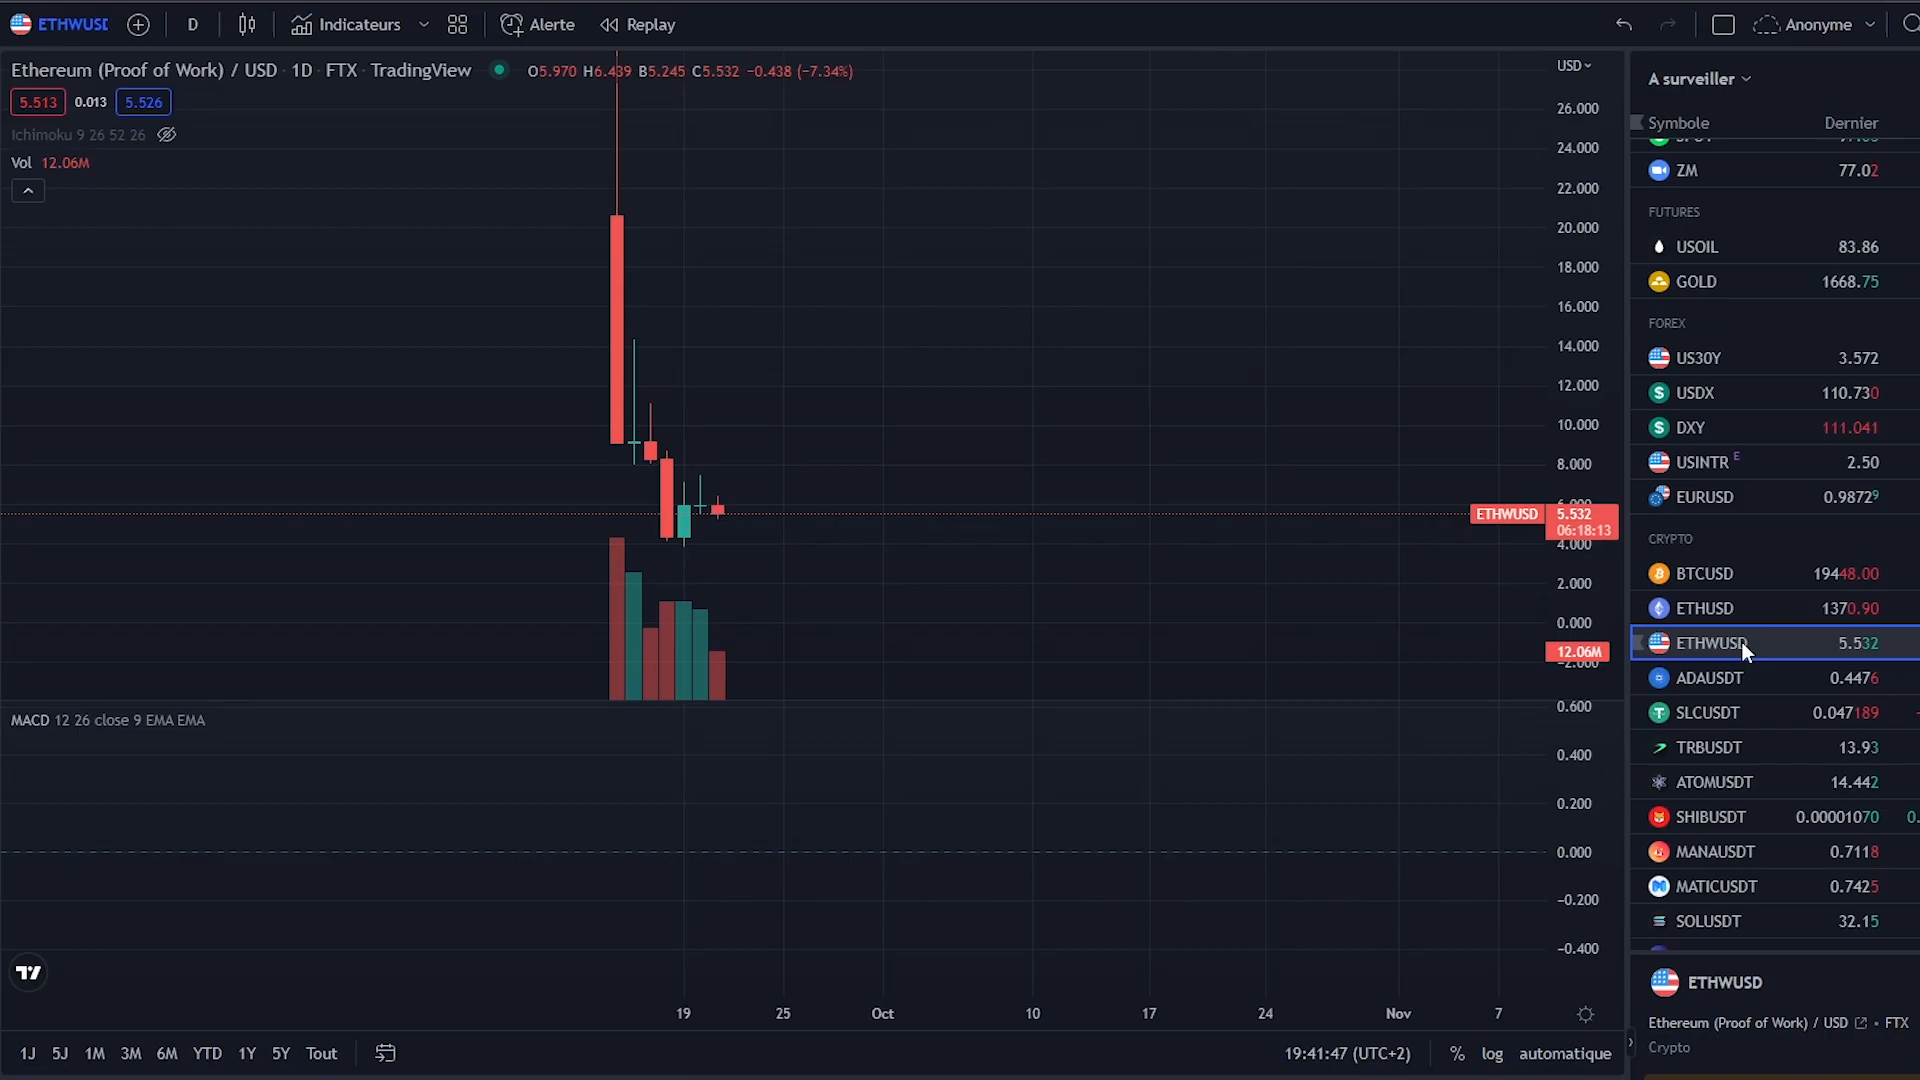 ETHWUSD
D
Indicateurs
Alerte
Replay
Anonyme
Ethereum (Proof of Work) / USD · 1D · FTX · TradingView
O5.970 H6.439 B5.245 C5.532 −0.438 (−7.34%)
5.513 0.013 5.526
Ichimoku 9 26 52 26
Vol 12.06M
USD
26.000
24.000
22.000
20.000
18.000
16.000
14.000
12.000
10.000
8.000
6.000
ETHWUSD 5.532
06:18:13
4.000
2.000
0.000
12.06M
−2.000
MACD 12 26 close 9 EMA EMA
0.600
0.400
0.200
0.000
−0.200
−0.400
19 25 Oct 10 17 24 Nov 7
1J 5J 1M 3M 6M YTD 1Y 5Y Tout
19:41:47 (UTC+2) % log automatique
A surveiller
Symbole Dernier
ZM 77.02
FUTURES
USOIL 83.86
GOLD 1668.75
FOREX
US30Y 3.572
USDX 110.730
DXY 111.041
USINTR E 2.50
EURUSD 0.98729
CRYPTO
BTCUSD 19448.00
ETHUSD 1370.90
ETHWUSD 5.532
ADAUSDT 0.4476
SLCUSDT 0.047189
TRBUSDT 13.93
ATOMUSDT 14.442
SHIBUSDT 0.00001070 0.
MANAUSDT 0.7118
MATICUSDT 0.7425
SOLUSDT 32.15
ETHWUSD
Ethereum (Proof of Work) / USD • FTX
Crypto